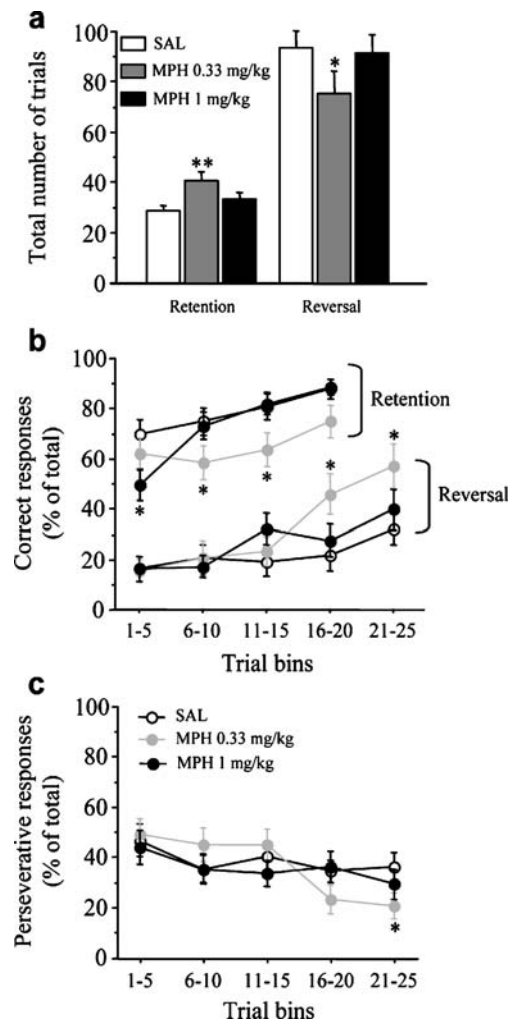 a
Total number of trials
100
80
60
40
20
0
SAL
MPH 0.33 mg/kg
MPH 1 mg/kg
**
*
Retention
Reversal
b
Correct responses
(% of total)
100
80
60
40
20
0
Retention
Reversal
*
*
*
*
*
1-5
6-10
11-15
16-20
21-25
Trial bins
c
Perseverative responses
(% of total)
100
80
60
40
20
0
SAL
MPH 0.33 mg/kg
MPH 1 mg/kg
*
1-5
6-10
11-15
16-20
21-25
Trial bins